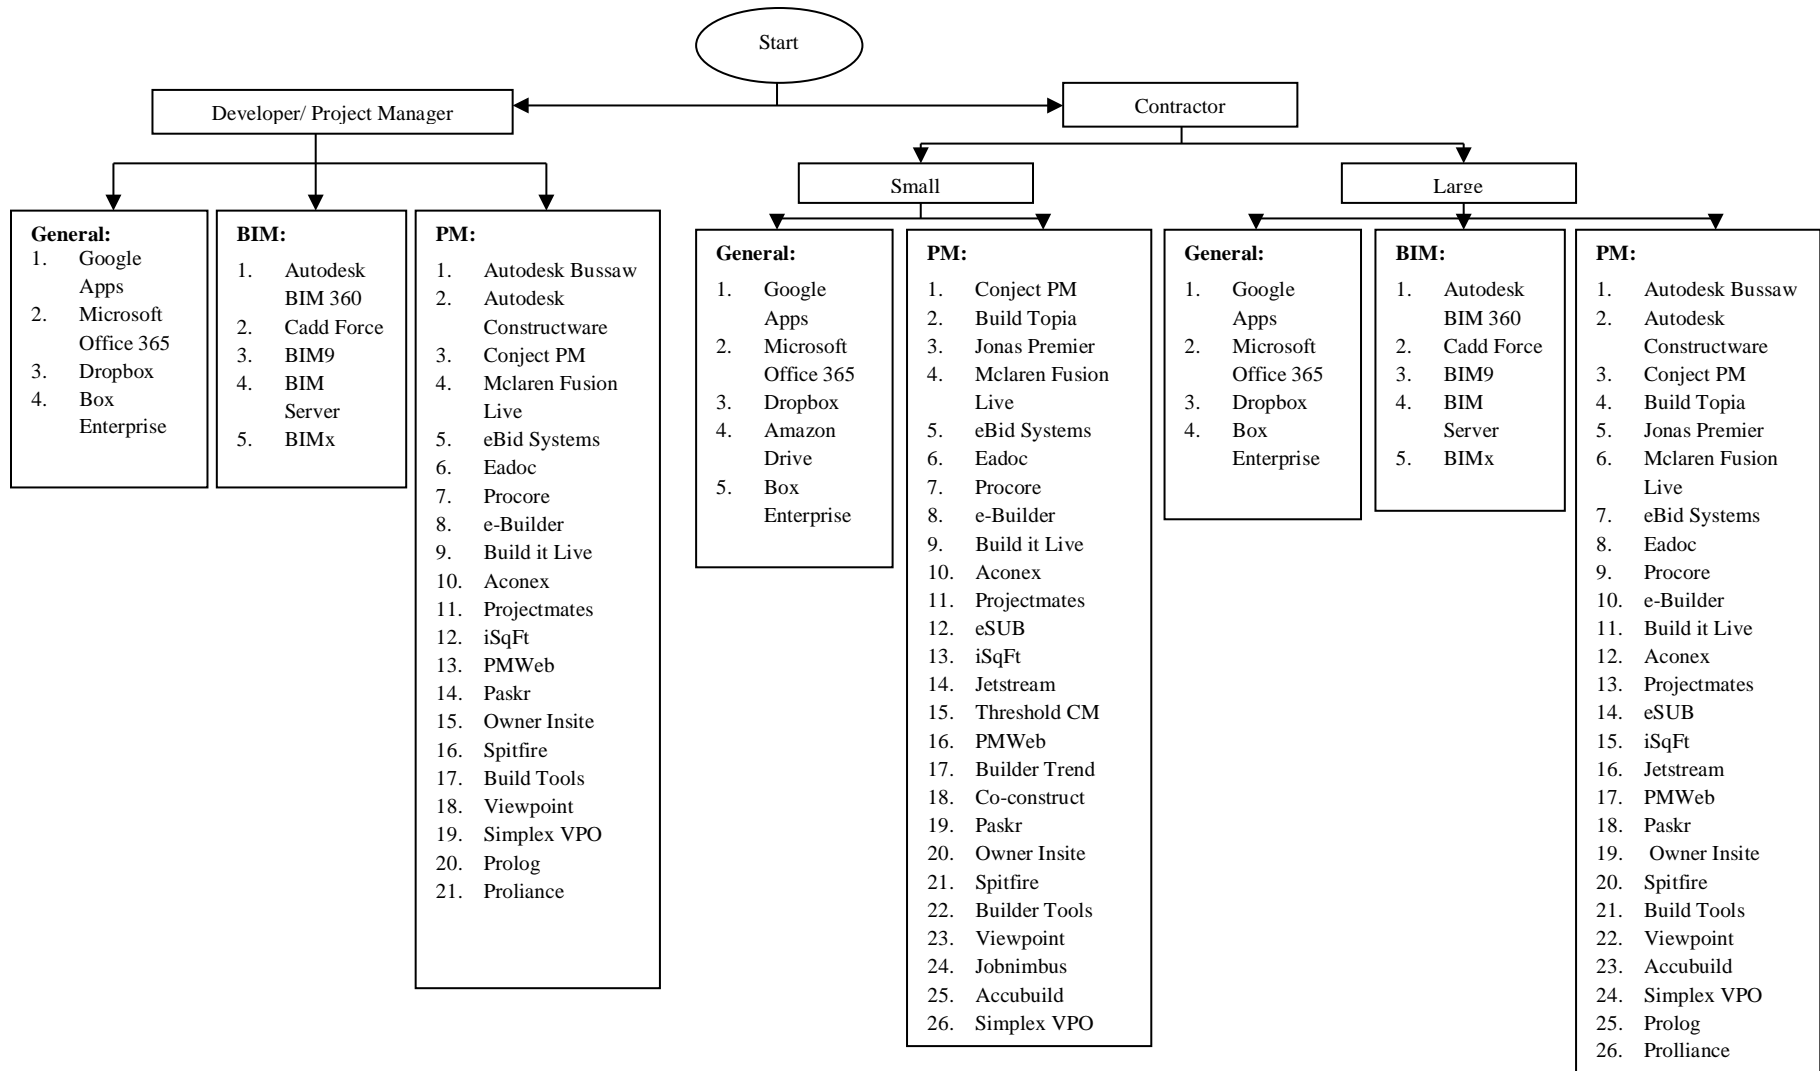 Start
Developer/ Project Manager
Contractor
Small
Large
General:
1. Google
Apps
2. Microsoft
Office 365
3. Dropbox
4. Box
Enterprise
BIM:
1. Autodesk
BIM 360
2. Cadd Force
3. BIM9
4. BIM
Server
5. BIMx
PM:
1. Autodesk Bussaw
2. Autodesk
Constructware
3. Conject PM
4. Mclaren Fusion
Live
5. eBid Systems
6. Eadoc
7. Procore
8. e-Builder
9. Build it Live
10. Aconex
11. Projectmates
12. iSqFt
13. PMWeb
14. Paskr
15. Owner Insite
16. Spitfire
17. Build Tools
18. Viewpoint
19. Simplex VPO
20. Prolog
21. Proliance
General:
1. Google
Apps
2. Microsoft
Office 365
3. Dropbox
4. Amazon
Drive
5. Box
Enterprise
PM:
1. Conject PM
2. Build Topia
3. Jonas Premier
4. Mclaren Fusion
Live
5. eBid Systems
6. Eadoc
7. Procore
8. e-Builder
9. Build it Live
10. Aconex
11. Projectmates
12. eSUB
13. iSqFt
14. Jetstream
15. Threshold CM
16. PMWeb
17. Builder Trend
18. Co-construct
19. Paskr
20. Owner Insite
21. Spitfire
22. Builder Tools
23. Viewpoint
24. Jobnimbus
25. Accubuild
26. Simplex VPO
General:
1. Google
Apps
2. Microsoft
Office 365
3. Dropbox
4. Box
Enterprise
BIM:
1. Autodesk
BIM 360
2. Cadd Force
3. BIM9
4. BIM
Server
5. BIMx
PM:
1. Autodesk Bussaw
2. Autodesk
Constructware
3. Conject PM
4. Build Topia
5. Jonas Premier
6. Mclaren Fusion
Live
7. eBid Systems
8. Eadoc
9. Procore
10. e-Builder
11. Build it Live
12. Aconex
13. Projectmates
14. eSUB
15. iSqFt
16. Jetstream
17. PMWeb
18. Paskr
19. Owner Insite
20. Spitfire
21. Build Tools
22. Viewpoint
23. Accubuild
24. Simplex VPO
25. Prolog
26. Prolliance